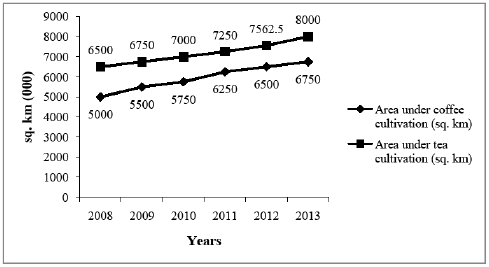 9000
8000
7000
6000
5000
4000
3000
2000
1000
0
sq. km (000)
6500 6750 7000 7250 7562.5 8000
5000 5500 5750 6250 6500 6750
2008 2009 2010 2011 2012 2013
Years
Area under coffee
cultivation (sq. km)
Area under tea
cultivation (sq. km)